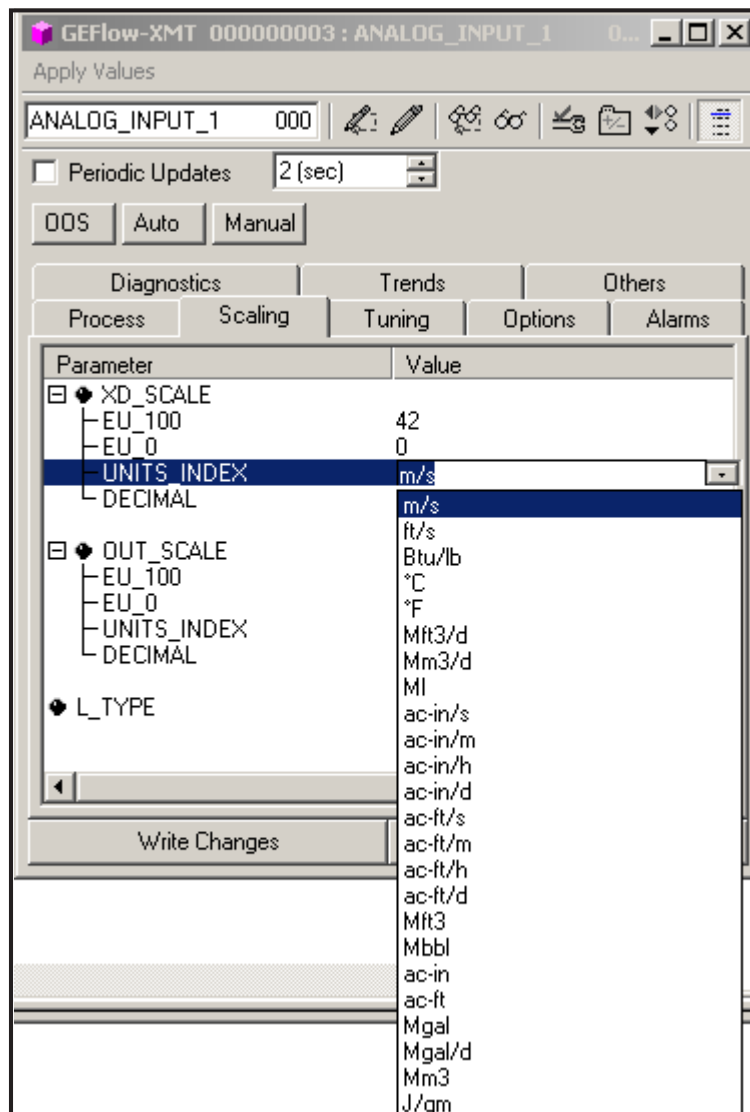 GEFlow-XMT 000000003 : ANALOG_INPUT_1 0...
Apply Values
ANALOG_INPUT_1 000
Periodic Updates 2 (sec)
OOS Auto Manual
Diagnostics Trends Others
Process Scaling Tuning Options Alarms
Parameter Value
XD_SCALE
EU_100 42
EU_0 0
UNITS_INDEX m/s
DECIMAL
OUT_SCALE
EU_100
EU_0
UNITS_INDEX
DECIMAL
L_TYPE
Write Changes
m/s
ft/s
Btu/lb
°C
°F
Mft3/d
Mm3/d
Ml
ac-in/s
ac-in/m
ac-in/h
ac-in/d
ac-ft/s
ac-ft/m
ac-ft/h
ac-ft/d
Mft3
Mbbl
ac-in
ac-ft
Mgal
Mgal/d
Mm3
J/gm